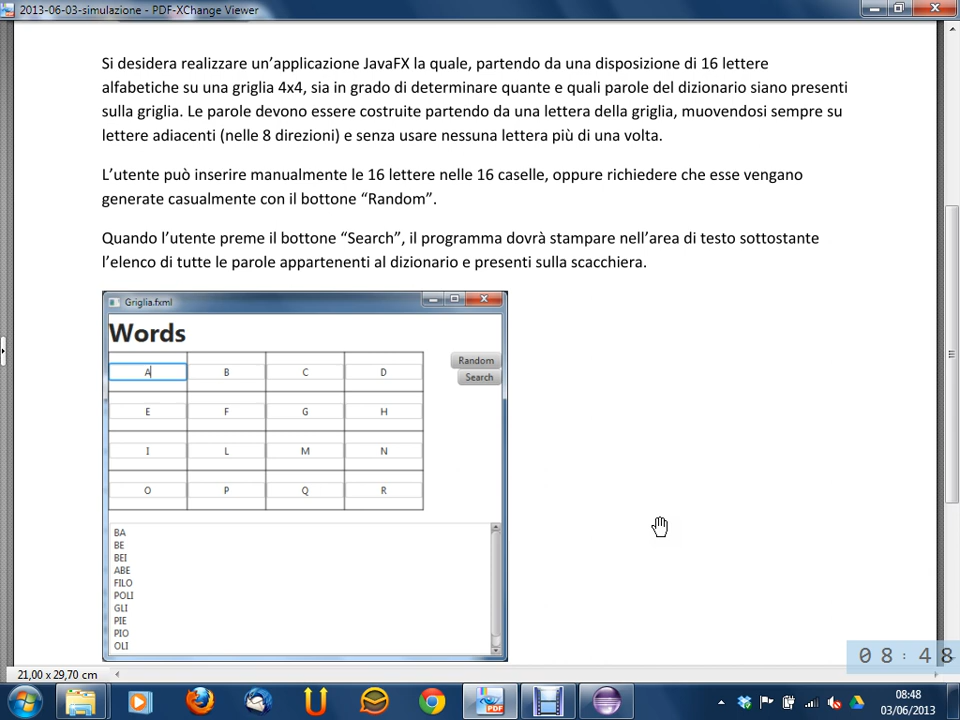 2013-06-03-simulazione - PDF-XChange Viewer
Si desidera realizzare un’applicazione JavaFX la quale, partendo da una disposizione di 16 lettere
alfabetiche su una griglia 4x4, sia in grado di determinare quante e quali parole del dizionario siano presenti
sulla griglia. Le parole devono essere costruite partendo da una lettera della griglia, muovendosi sempre su
lettere adiacenti (nelle 8 direzioni) e senza usare nessuna lettera più di una volta.
L’utente può inserire manualmente le 16 lettere nelle 16 caselle, oppure richiedere che esse vengano
generate casualmente con il bottone “Random”.
Quando l’utente preme il bottone “Search”, il programma dovrà stampare nell’area di testo sottostante
l’elenco di tutte le parole appartenenti al dizionario e presenti sulla scacchiera.
Griglia.fxml
Words
Random
Search
A B C D
E F G H
I L M N
O P Q R
BA
BE
BEI
ABE
FILO
POLI
GLI
PIE
PIO
OLI
08:48
21,00 x 29,70 cm
PDF
08:48
03/06/2013